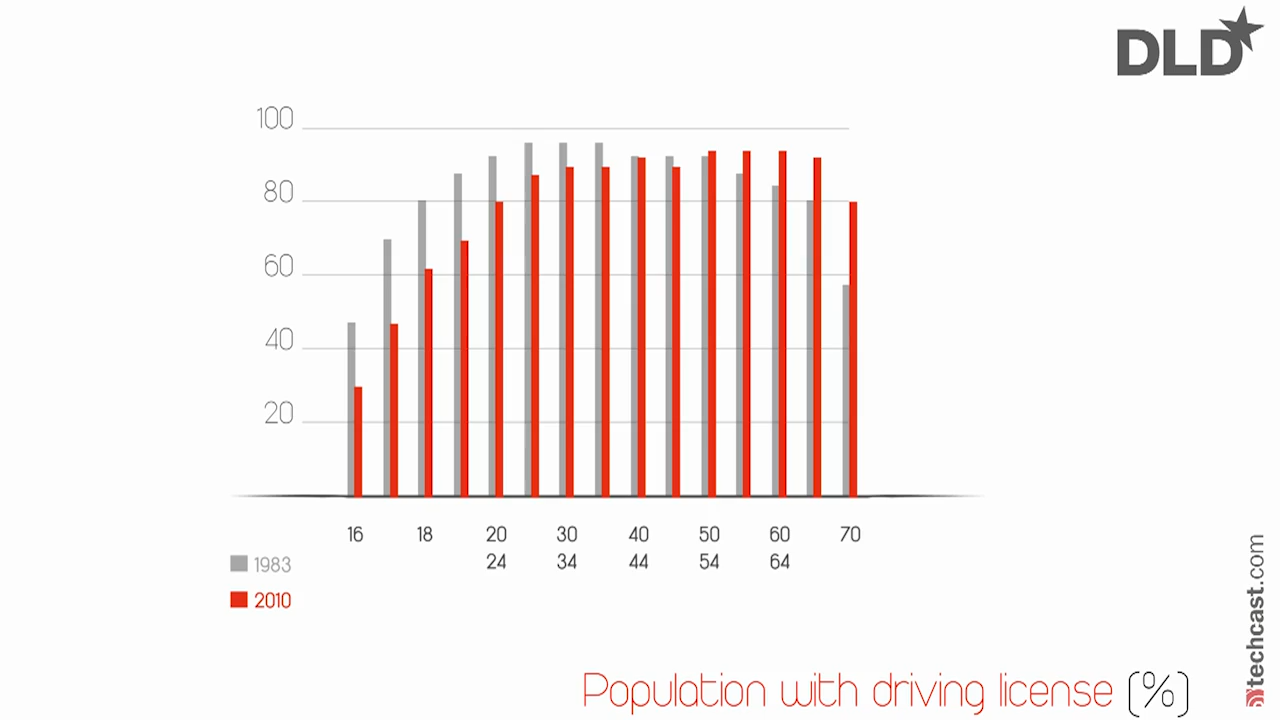 DLD
100
80
60
40
20
16 18 20 30 40 50 60 70
24 34 44 54 64
1983
2010
Population with driving license (%)
techcast.com